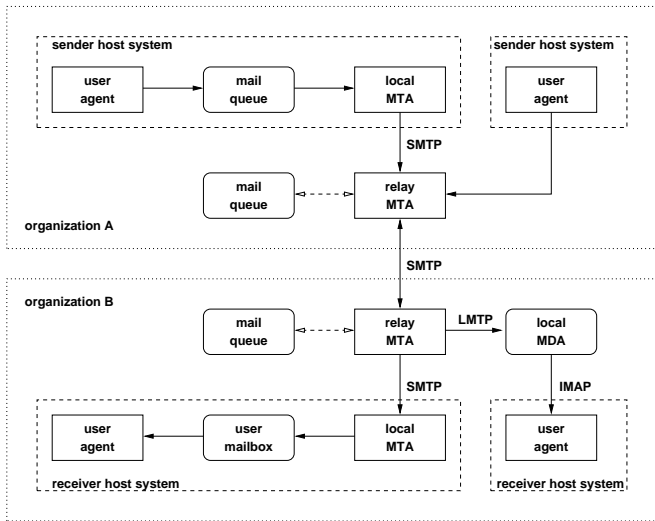 sender host system
sender host system
user
agent
mail
queue
local
MTA
user
agent
SMTP
mail
queue
relay
MTA
organization A
SMTP
organization B
mail
queue
relay
MTA
LMTP
local
MDA
SMTP
IMAP
user
agent
user
mailbox
local
MTA
user
agent
receiver host system
receiver host system